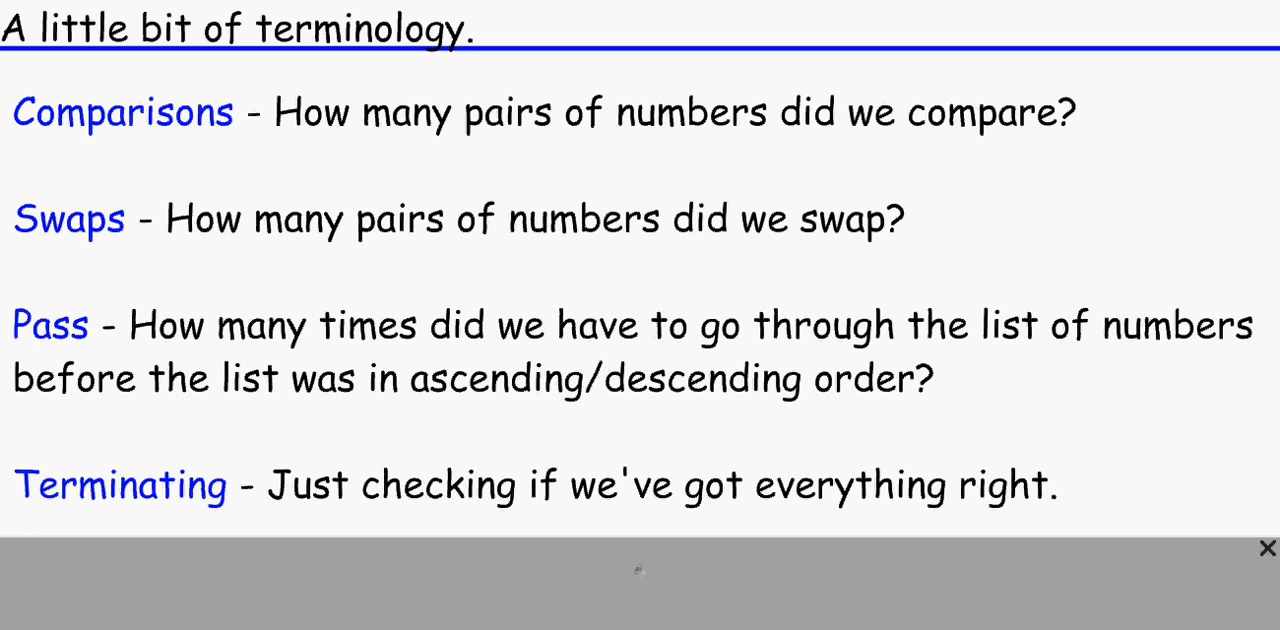 A little bit of terminology.
Comparisons - How many pairs of numbers did we compare?
Swaps - How many pairs of numbers did we swap?
Pass - How many times did we have to go through the list of numbers
before the list was in ascending/descending order?
Terminating - Just checking if we've got everything right.